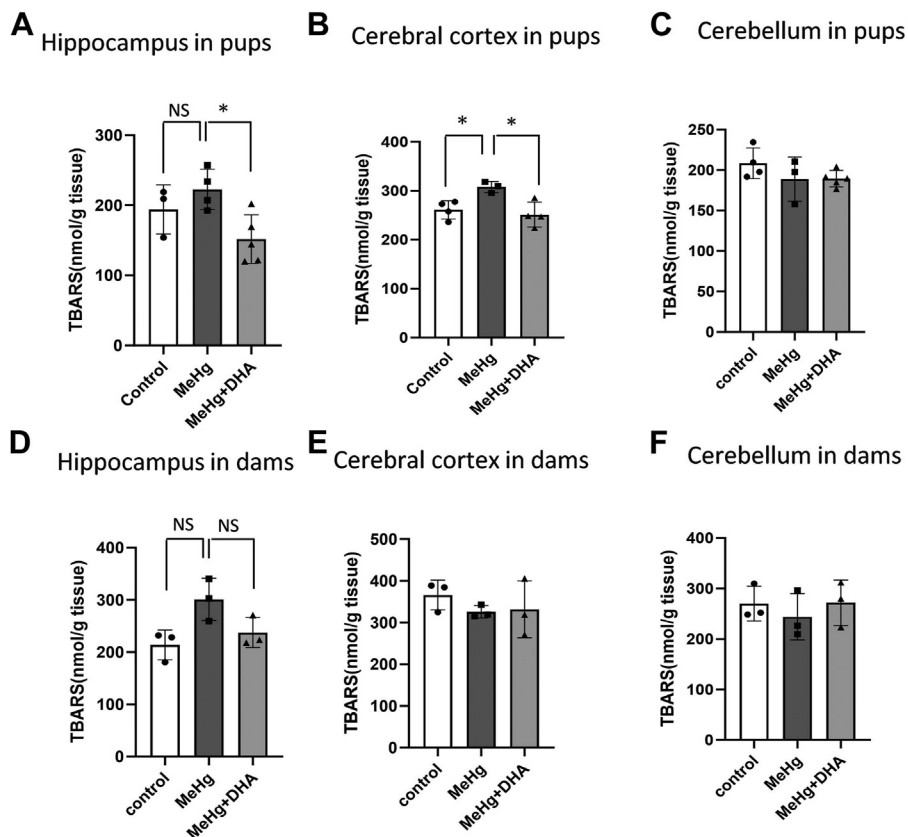 A
Hippocampus in pups
NS
*
TBARS(nmol/g tissue)
300
200
100
0
Control
MeHg
MeHg+DHA
B
Cerebral cortex in pups
*
*
TBARS(nmol/g tissue)
400
300
200
100
0
Control
MeHg
MeHg+DHA
C
Cerebellum in pups
TBARS(nmol/g tissue)
250
200
150
100
50
0
control
MeHg
MeHg+DHA
D
Hippocampus in dams
NS
NS
TBARS(nmol/g tissue)
400
300
200
100
0
control
MeHg
MeHg+DHA
E
Cerebral cortex in dams
TBARS(nmol/g tissue)
500
400
300
200
100
0
control
MeHg
MeHg+DHA
F
Cerebellum in dams
TBARS(nmol/g tissue)
400
300
200
100
0
control
MeHg
MeHg+DHA